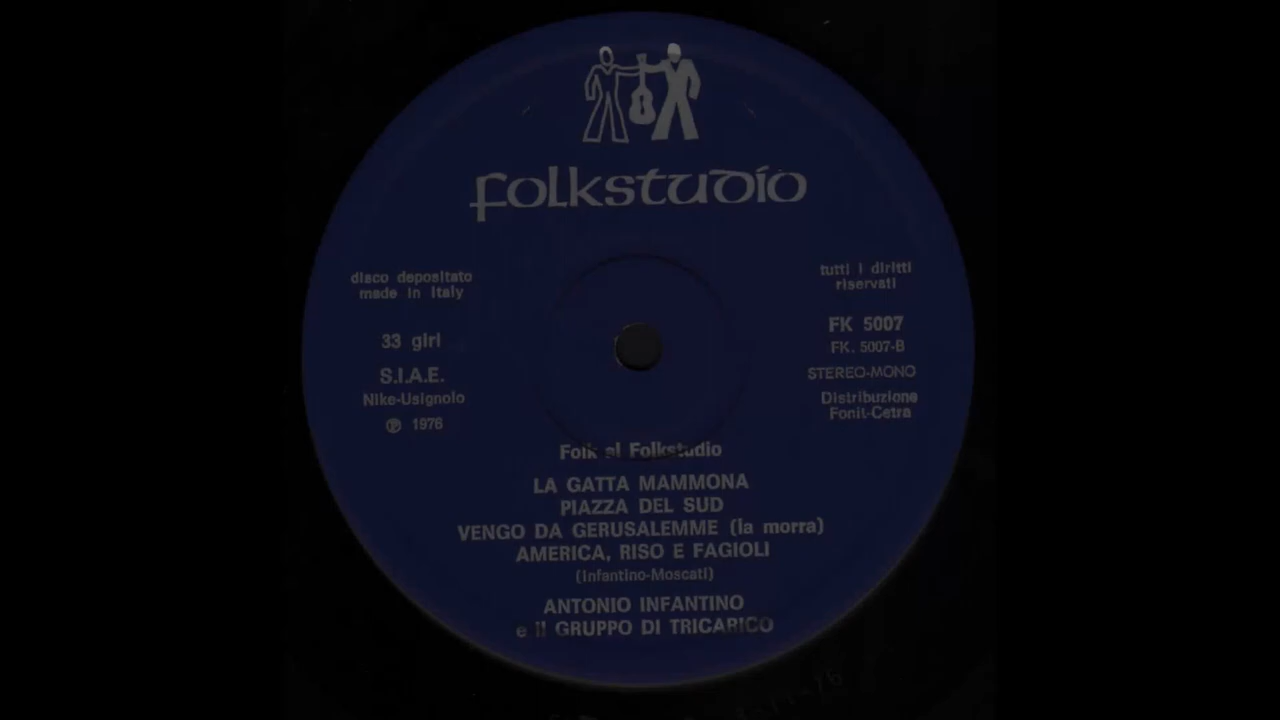 folkstudio
disco depositato
made in Italy
33 giri
S.I.A.E.
Nike-Usignolo
℗ 1976
tutti i diritti
riservati
FK 5007
FK. 5007-B
STEREO-MONO
Distribuzione
Fonit-Cetra
Folk al Folkstudio
LA GATTA MAMMONA
PIAZZA DEL SUD
VENGO DA GERUSALEMME (la morra)
AMERICA, RISO E FAGIOLI
(Infantino-Moscati)
ANTONIO INFANTINO
e il GRUPPO DI TRICARICO